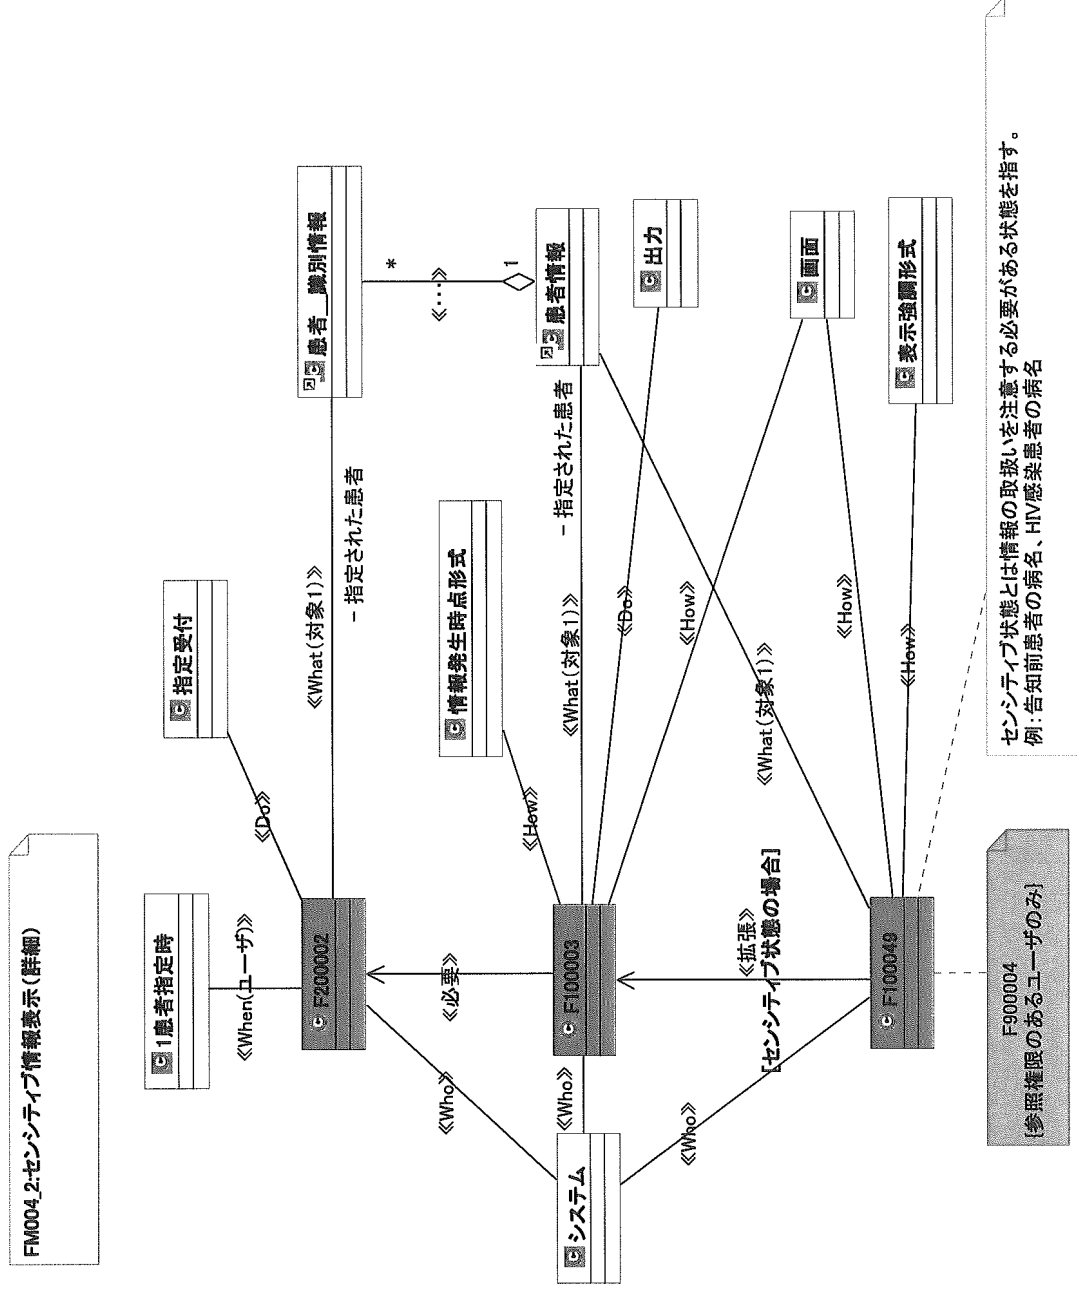 FM004_2:センシティブ情報表示(詳細)
1患者指定時
指定受付
≪When(ユーザ)≫
≪Do≫
F200002
≪What(対象1)≫
- 指定された患者
患者__識別情報
*
≪…≫
1
≪Who≫
≪必要≫
情報発生時点形式
≪How≫
システム
≪Who≫
F100003
≪What(対象1)≫
- 指定された患者
患者情報
≪Do≫
出力
≪How≫
画面
≪Who≫
≪拡張≫
[センシティブ状態の場合]
≪What(対象1)≫
≪How≫
F100049
≪How≫
表示強調形式
F900004
[参照権限のあるユーザのみ]
センシティブ状態とは情報の取扱いを注意する必要がある状態を指す。
例：告知前患者の病名、HIV感染患者の病名